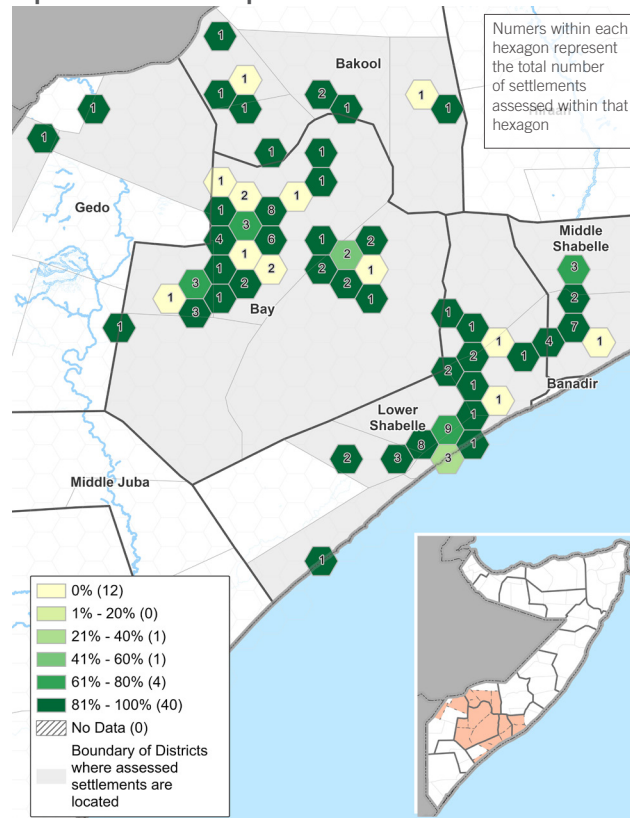 Numers within each
hexagon represent
the total number
of settlements
assessed within that
hexagon
1
Bakool
1
1
2
1
1
1
1
1
1
1
1
1
1
2
1
Gedo
1
8
3
Middle
Shabelle
4
6
1
2
1
2
3
1
2
2
1
3
1
2
2
2
1
3
1
1
2
Bay
1
1
7
1
1
4
1
2
1
2
1
Banadir
1
1
Lower
Shabelle
1
9
8
1
2
3
3
Middle Juba
1
0% (12)
1% - 20% (0)
21% - 40% (1)
41% - 60% (1)
61% - 80% (4)
81% - 100% (40)
No Data (0)
Boundary of Districts
where assessed
settlements are
located